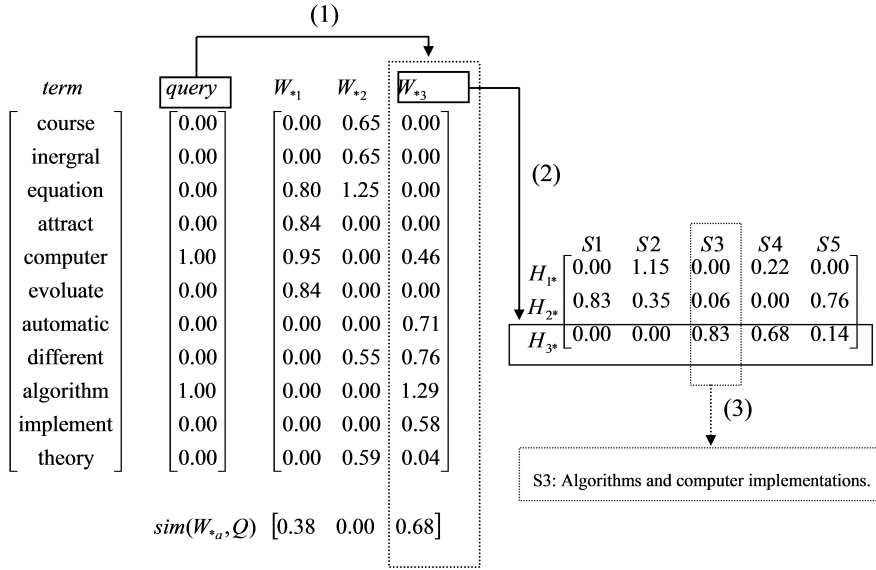 (1)
term query W*1 W*2 W*3
course 0.00 0.00 0.65 0.00
inergral 0.00 0.00 0.65 0.00
equation 0.00 0.80 1.25 0.00
attract 0.00 0.84 0.00 0.00
computer 1.00 0.95 0.00 0.46
evoluate 0.00 0.84 0.00 0.00
automatic 0.00 0.00 0.00 0.71
different 0.00 0.00 0.55 0.76
algorithm 1.00 0.00 0.00 1.29
implement 0.00 0.00 0.00 0.58
theory 0.00 0.00 0.59 0.04
sim(W*a,Q) [0.38 0.00 0.68]
(2)
S1 S2 S3 S4 S5
H1* 0.00 1.15 0.00 0.22 0.00
H2* 0.83 0.35 0.06 0.00 0.76
H3* 0.00 0.00 0.83 0.68 0.14
(3)
S3: Algorithms and computer implementations.